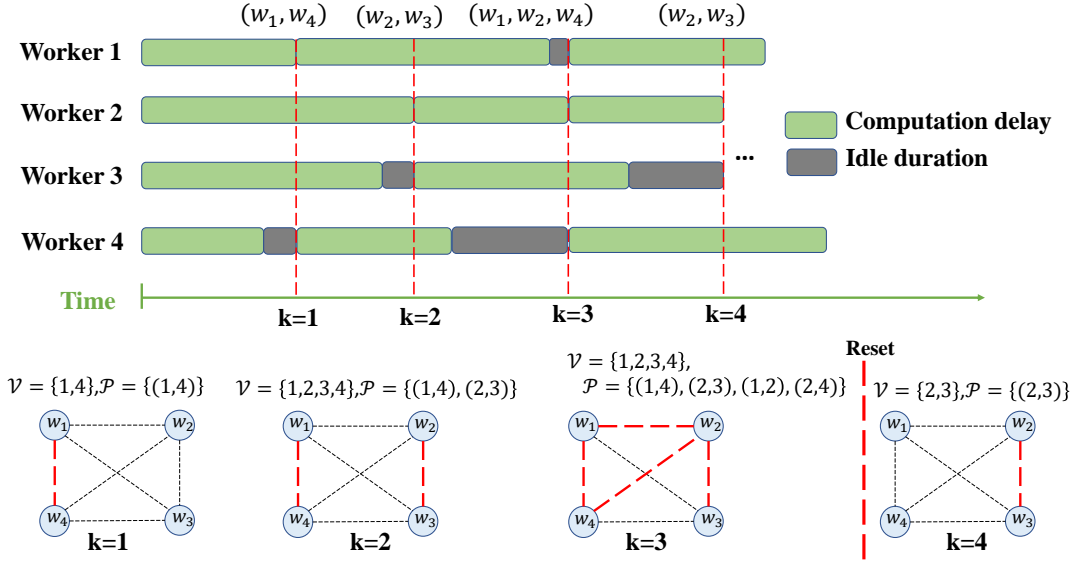 (w₁, w₄) (w₂, w₃) (w₁, w₂, w₄) (w₂, w₃)
Worker 1
Worker 2
Computation delay
Worker 3
...
Idle duration
Worker 4
Time
k=1 k=2 k=3 k=4
Reset
𝒱 = {1,4},𝒫 = {(1,4)}
𝒱 = {1,2,3,4},𝒫 = {(1,4), (2,3)}
𝒱 = {1,2,3,4},
𝒫 = {(1,4), (2,3), (1,2), (2,4)}
𝒱 = {2,3},𝒫 = {(2,3)}
w₁ w₂ w₁ w₂ w₁ w₂ w₁ w₂
w₄ w₃ w₄ w₃ w₄ w₃ w₄ w₃
k=1 k=2 k=3 k=4